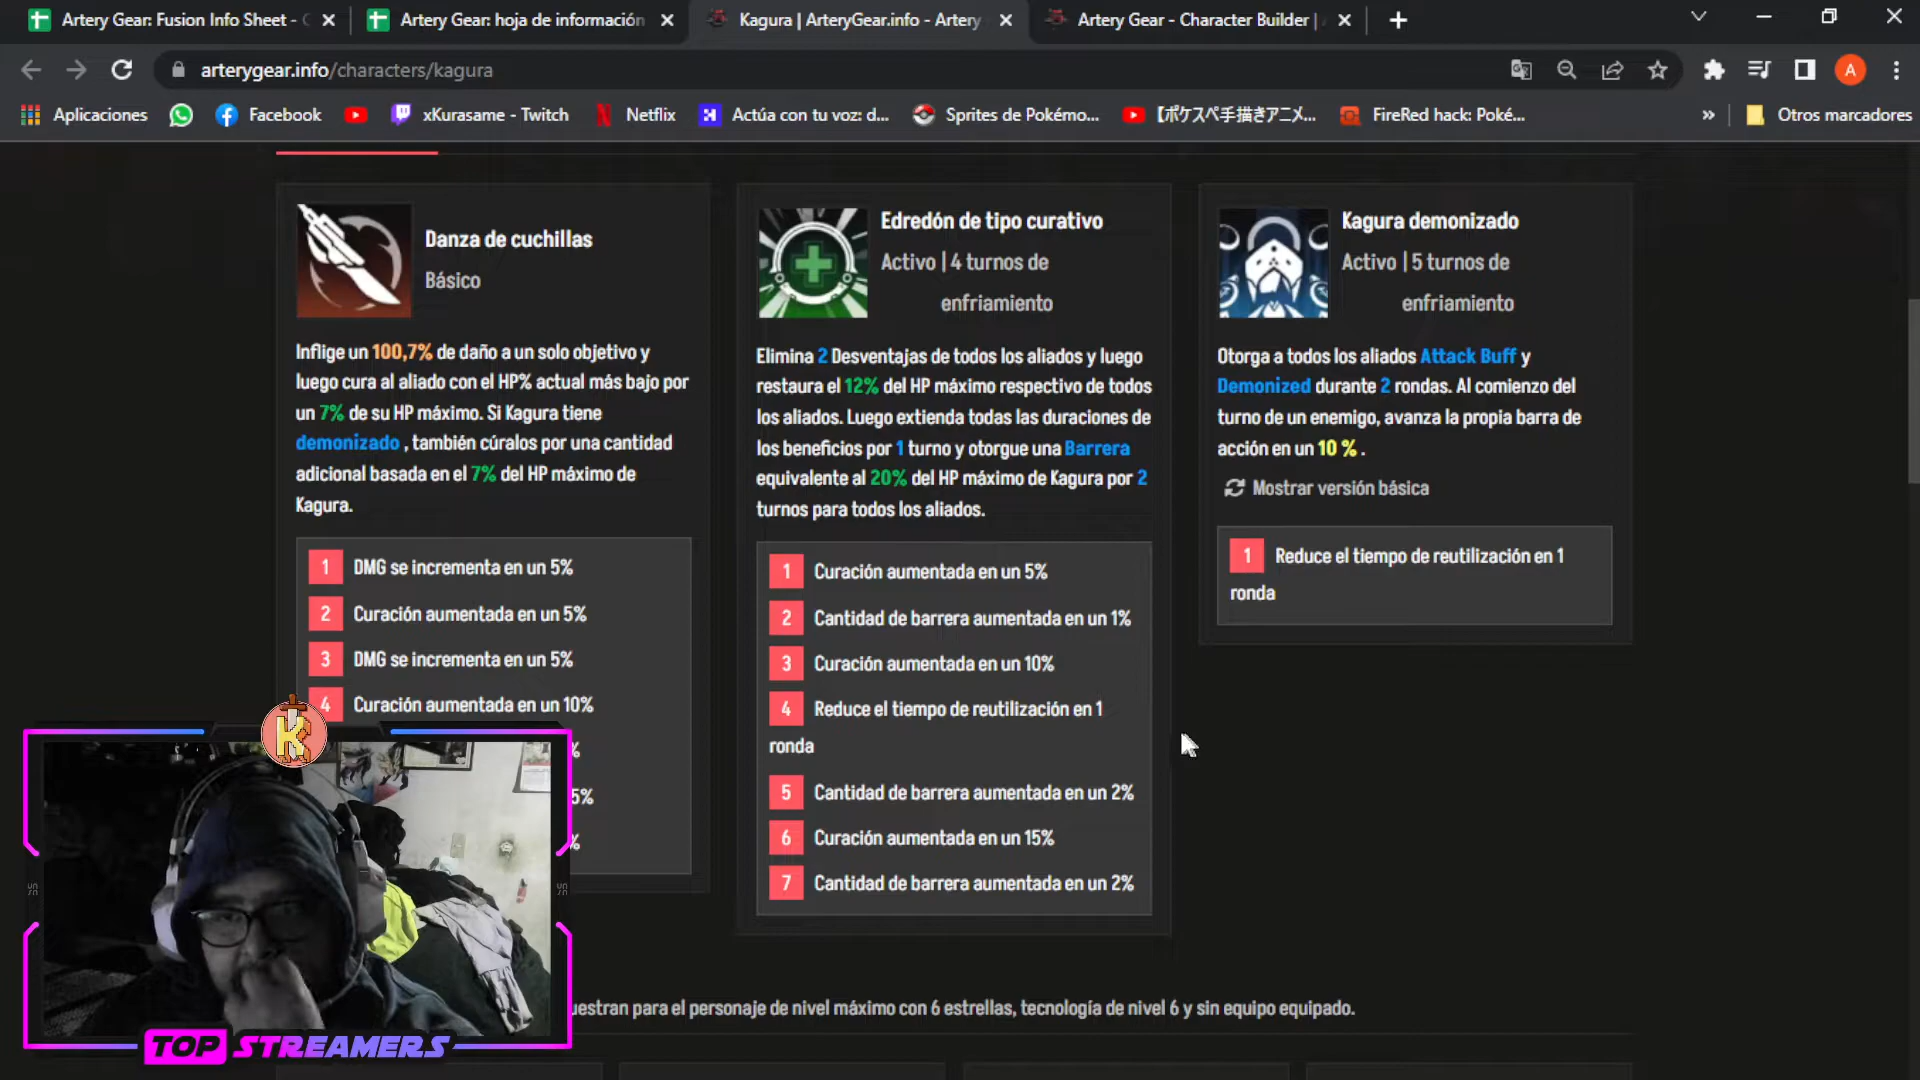 Artery Gear: Fusion Info Sheet - G
Artery Gear: hoja de información
Kagura | ArteryGear.info - Artery
Artery Gear - Character Builder |
arterygear.info/characters/kagura
A
Aplicaciones
Facebook
xKurasame - Twitch
Netflix
Actúa con tu voz: d...
Sprites de Pokémo...
【ポケスペ手描きアニメ...
FireRed hack: Poké...
»
Otros marcadores
Danza de cuchillas
Básico
Inflige un 100,7% de daño a un solo objetivo y
luego cura al aliado con el HP% actual más bajo por
un 7% de su HP máximo. Si Kagura tiene
demonizado , también cúralos por una cantidad
adicional basada en el 7% del HP máximo de
Kagura.
1 DMG se incrementa en un 5%
2 Curación aumentada en un 5%
3 DMG se incrementa en un 5%
4 Curación aumentada en un 10%
%
5%
%
Edredón de tipo curativo
Activo | 4 turnos de
enfriamiento
Elimina 2 Desventajas de todos los aliados y luego
restaura el 12% del HP máximo respectivo de todos
los aliados. Luego extienda todas las duraciones de
los beneficios por 1 turno y otorgue una Barrera
equivalente al 20% del HP máximo de Kagura por 2
turnos para todos los aliados.
1 Curación aumentada en un 5%
2 Cantidad de barrera aumentada en un 1%
3 Curación aumentada en un 10%
4 Reduce el tiempo de reutilización en 1
ronda
5 Cantidad de barrera aumentada en un 2%
6 Curación aumentada en un 15%
7 Cantidad de barrera aumentada en un 2%
Kagura demonizado
Activo | 5 turnos de
enfriamiento
Otorga a todos los aliados Attack Buff y
Demonized durante 2 rondas. Al comienzo del
turno de un enemigo, avanza la propia barra de
acción en un 10 % .
Mostrar versión básica
1 Reduce el tiempo de reutilización en 1
ronda
uestran para el personaje de nivel máximo con 6 estrellas, tecnología de nivel 6 y sin equipo equipado.
K
TOP STREAMERS